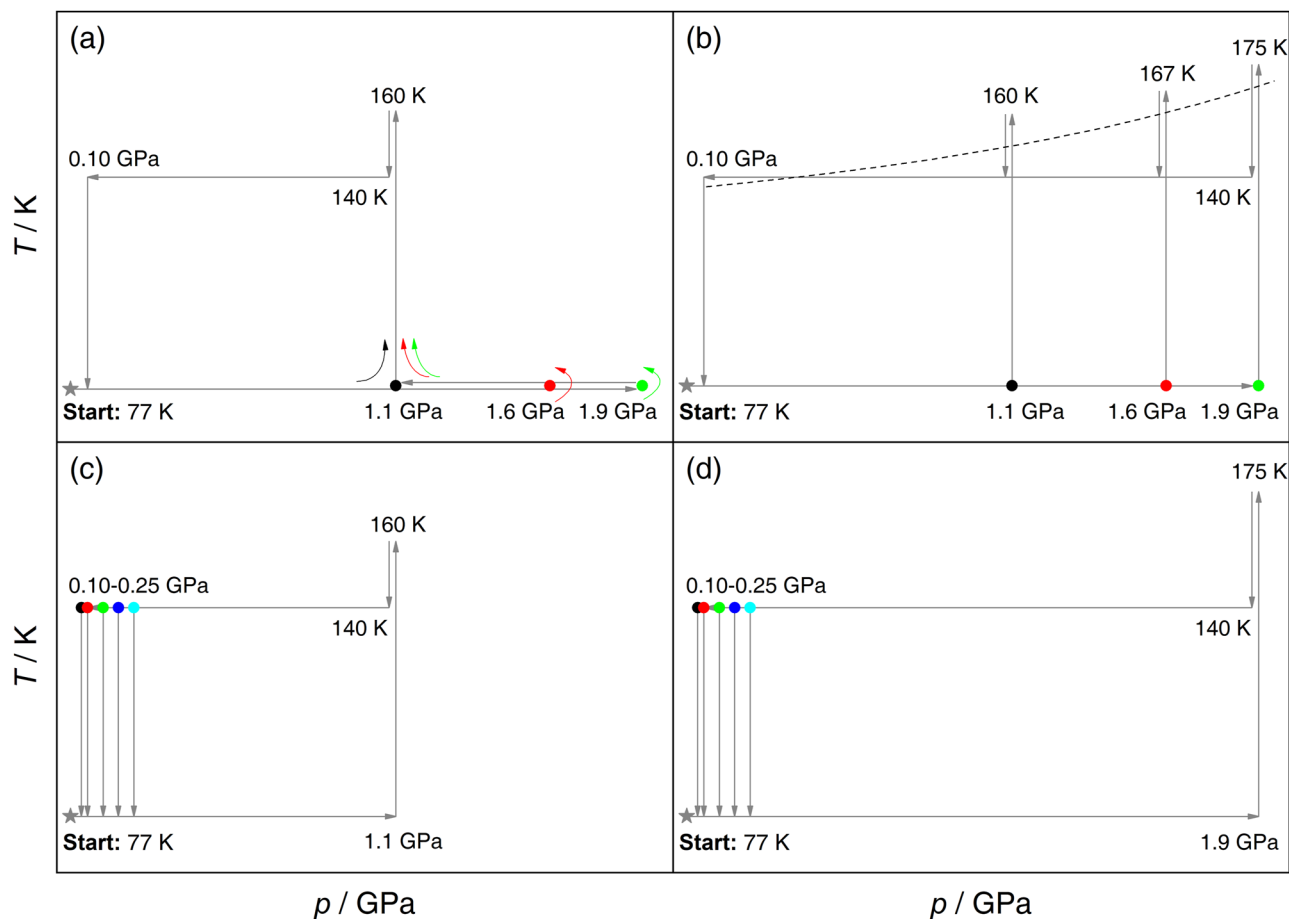 (a)
160 K
0.10 GPa
140 K
Start: 77 K
1.1 GPa
1.6 GPa
1.9 GPa
T / K
(b)
175 K
167 K
160 K
0.10 GPa
140 K
Start: 77 K
1.1 GPa
1.6 GPa
1.9 GPa
(c)
160 K
0.10-0.25 GPa
140 K
Start: 77 K
1.1 GPa
T / K
p / GPa
(d)
175 K
0.10-0.25 GPa
140 K
Start: 77 K
1.9 GPa
p / GPa